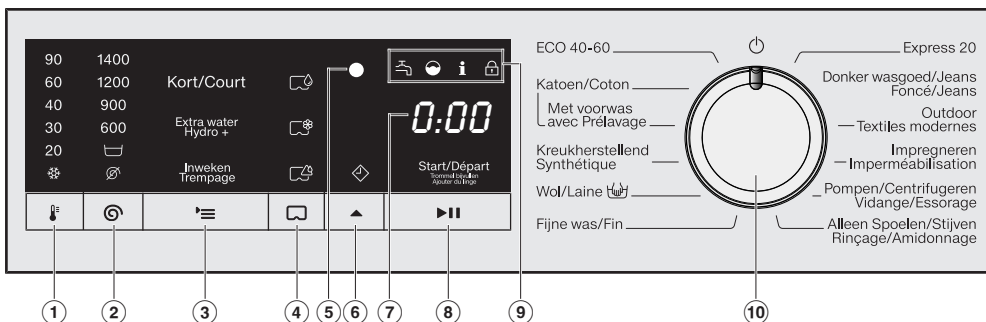 90 1400
60 1200 Kort/Court
40 900
30 600 Extra water
Hydro +
20
Inweken
Trempage
i
0:00
Start/Départ
Trommel bijvullen
Ajouter du linge
ECO 40-60
Katoen/Coton
Met voorwas
avec Prélavage
Kreukherstellend
Synthétique
Wol/Laine
Fijne was/Fin
Express 20
Donker wasgoed/Jeans
Foncé/Jeans
Outdoor
Textiles modernes
Impregneren
Imperméabilisation
Pompen/Centrifugeren
Vidange/Essorage
Alleen Spoelen/Stijven
Rinçage/Amidonnage
1 2 3 4 5 6 7 8 9 10